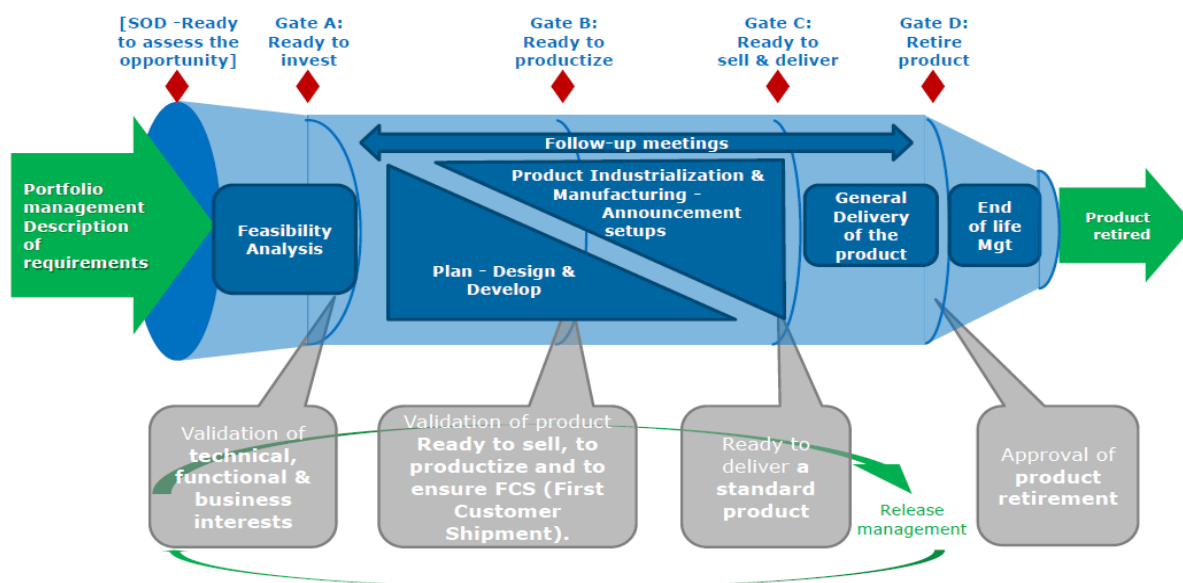 [SOD -Ready
to assess the
opportunity]
Gate A:
Ready to
invest
Gate B:
Ready to
productize
Gate C:
Ready to
sell & deliver
Gate D:
Retire
product
Follow-up meetings
Portfolio
management
Description
of
requirements
Feasibility
Analysis
Product Industrialization &
Manufacturing -
Announcement
setups
Plan - Design &
Develop
General
Delivery
of the
product
End
of life
Mgt
Product
retired
Validation of
technical,
functional &
business
interests
Validation of product
Ready to sell, to
productize and to
ensure FCS (First
Customer
Shipment).
Ready to
deliver a
standard
product
Release
management
Approval of
product
retirement